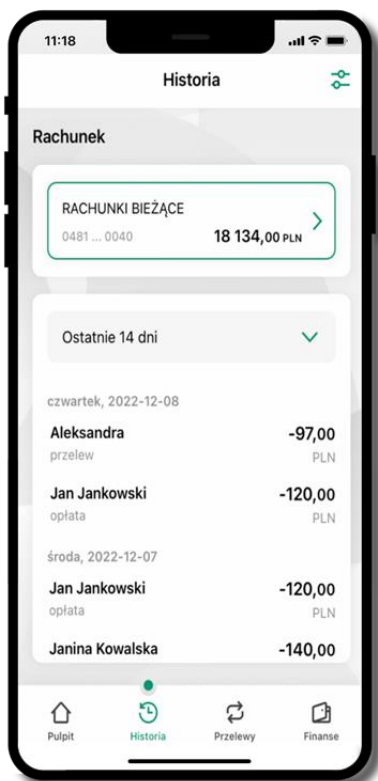 11:18
Historia
Rachunek
RACHUNKI BIEŻĄCE
0481 ... 0040 18 134,00 PLN
Ostatnie 14 dni
czwartek, 2022-12-08
Aleksandra -97,00
przelew PLN
Jan Jankowski -120,00
opłata PLN
środa, 2022-12-07
Jan Jankowski -120,00
opłata PLN
Janina Kowalska -140,00
Pulpit Historia Przelewy Finanse